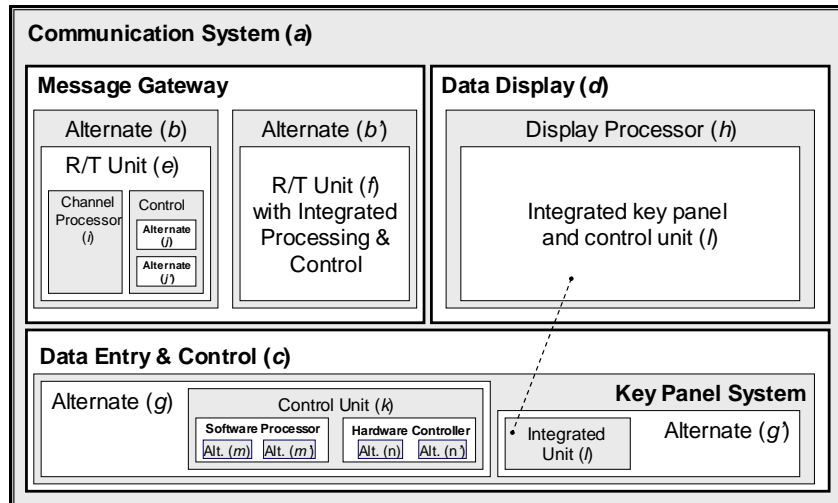 Communication System (a)
Message Gateway
Alternate (b)
R/T Unit (e)
Channel
Processor
(i)
Control
Alternate
(j)
Alternate
(j')
Alternate (b')
R/T Unit (f)
with Integrated
Processing &
Control
Data Display (d)
Display Processor (h)
Integrated key panel
and control unit (l)
Data Entry & Control (c)
Key Panel System
Alternate (g)
Control Unit (k)
Software Processor
Alt. (m) Alt. (m')
Hardware Controller
Alt. (n) Alt. (n')
Integrated
Unit (l)
Alternate (g')